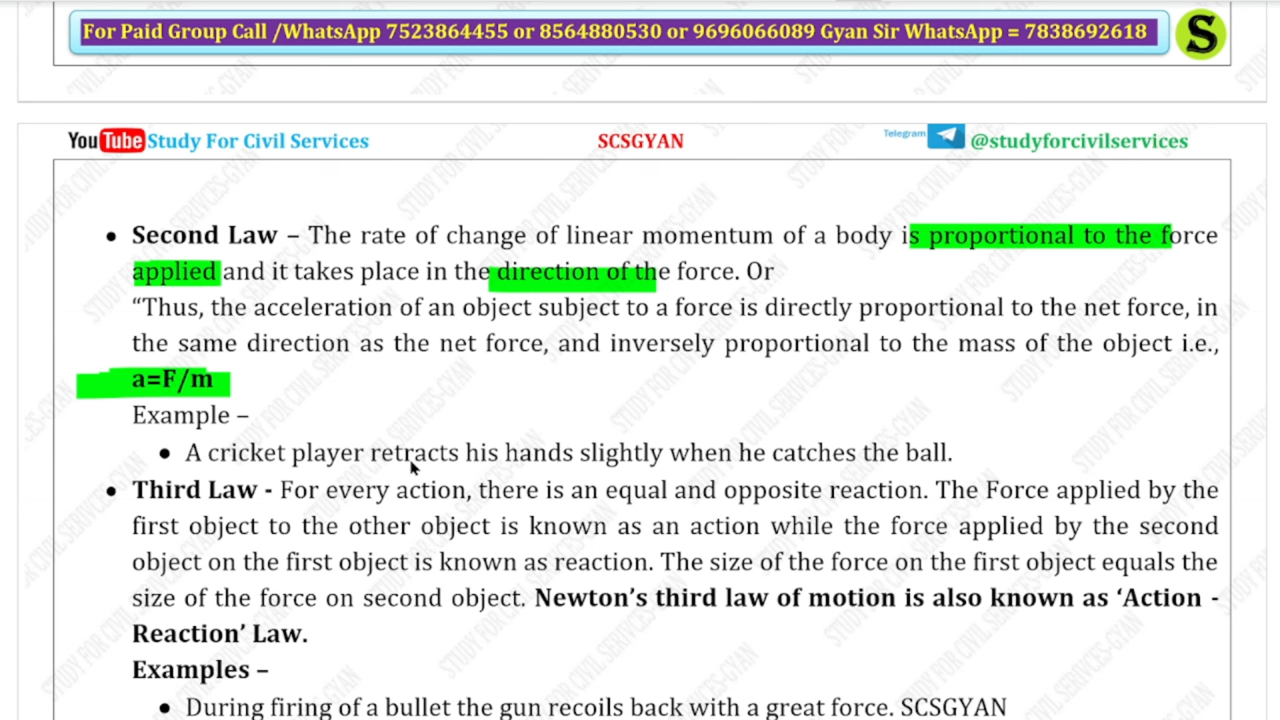 For Paid Group Call /WhatsApp 7523864455 or 8564880530 or 9696066089 Gyan Sir WhatsApp = 7838692618
S
YouTube Study For Civil Services
SCSGYAN
Telegram @studyforcivilservices
• Second Law – The rate of change of linear momentum of a body is proportional to the force
applied and it takes place in the direction of the force. Or
“Thus, the acceleration of an object subject to a force is directly proportional to the net force, in
the same direction as the net force, and inversely proportional to the mass of the object i.e.,
a=F/m
Example –
• A cricket player retracts his hands slightly when he catches the ball.
• Third Law - For every action, there is an equal and opposite reaction. The Force applied by the
first object to the other object is known as an action while the force applied by the second
object on the first object is known as reaction. The size of the force on the first object equals the
size of the force on second object. Newton’s third law of motion is also known as ‘Action -
Reaction’ Law.
Examples –
• During firing of a bullet the gun recoils back with a great force. SCSGYAN